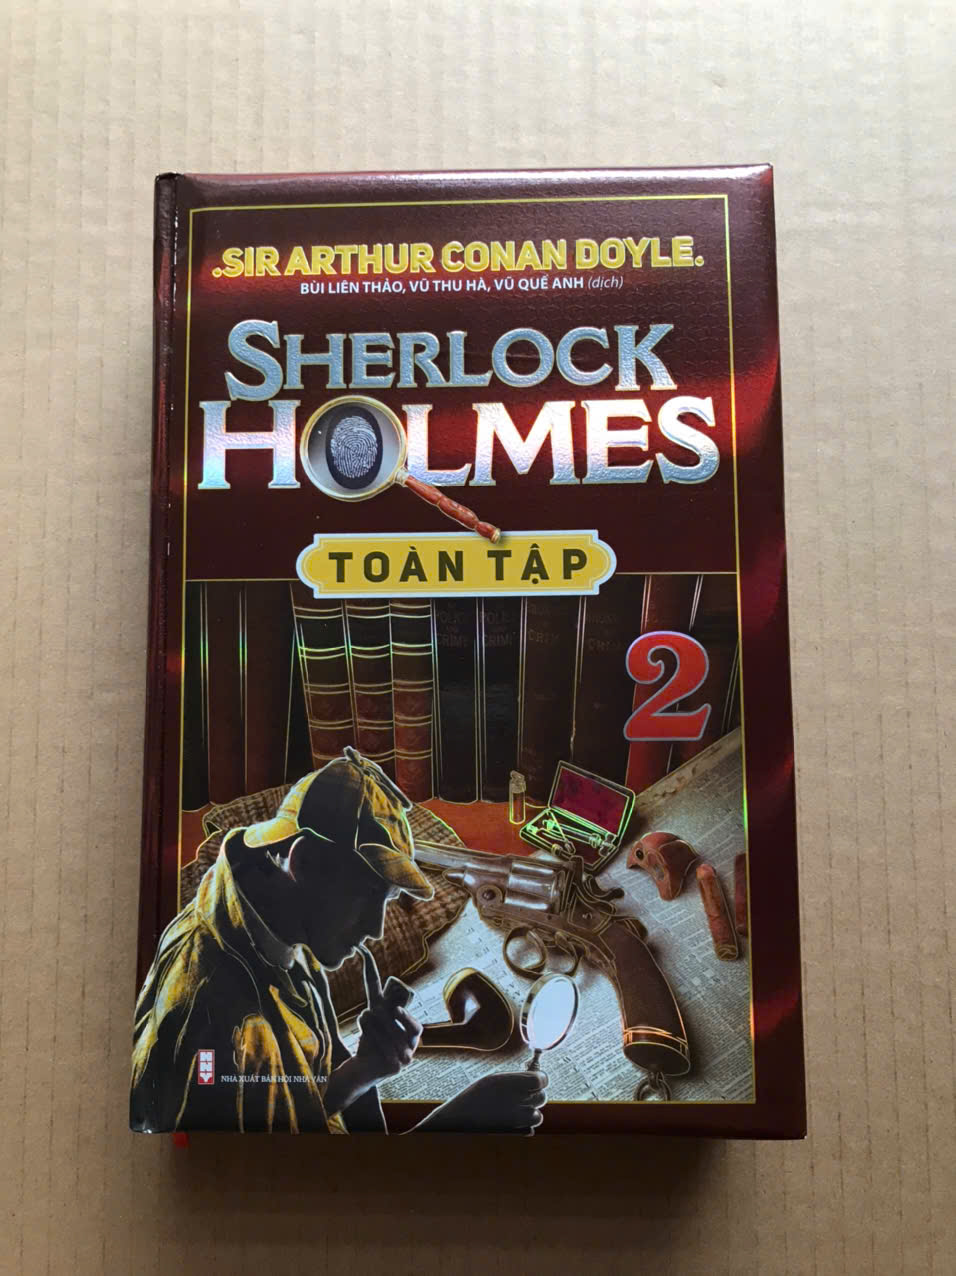 .SIR ARTHUR CONAN DOYLE.
BÙI LIÊN THẢO, VŨ THU HÀ, VŨ QUẾ ANH (dịch)
SHERLOCK
HOLMES
TOÀN TẬP
2
NHÀ XUẤT BẢN HỘI NHÀ VĂN